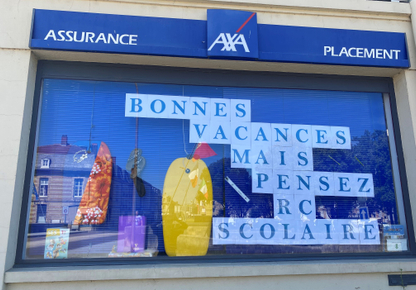 ASSURANCE
AXA
PLACEMENT
BONNES
VACANCES
MAIS
PENSEZ
RC
SCOLAIRE